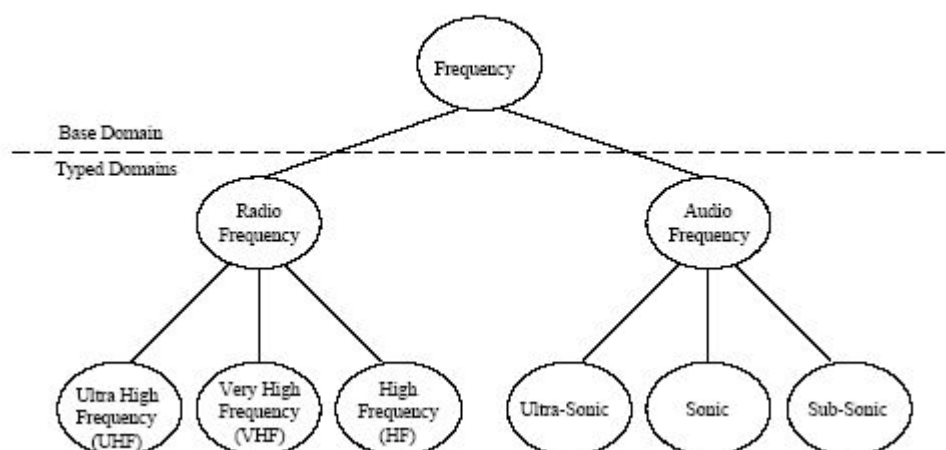 Frequency
Base Domain
Typed Domains
Radio
Frequency
Audio
Frequency
Ultra High
Frequency
(UHF)
Very High
Frequency
(VHF)
High
Frequency
(HF)
Ultra-Sonic
Sonic
Sub-Sonic